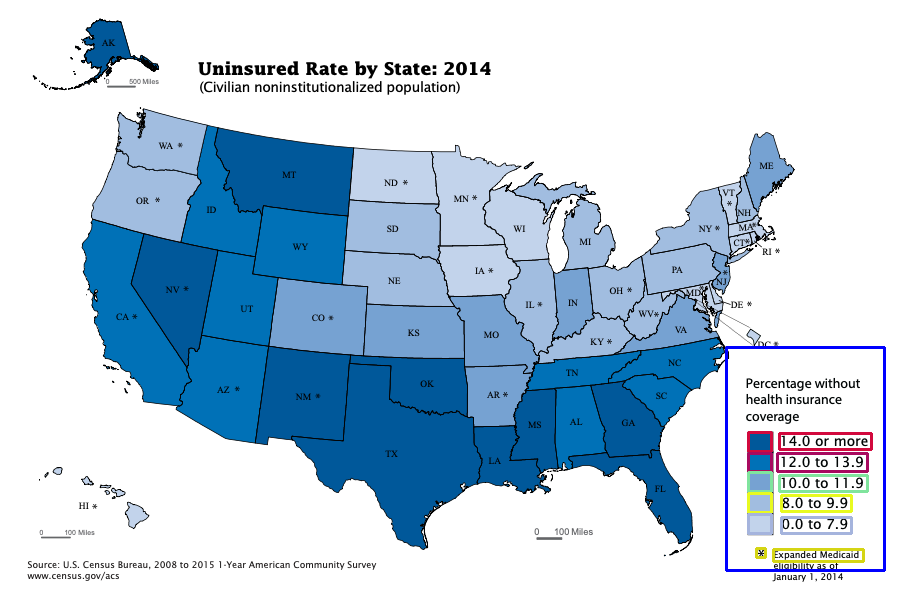 AK
0 500 Miles
Uninsured Rate by State: 2014
(Civilian noninstitutionalized population)
WA *
MT
ND *
MN *
ME
VT
*
NH
OR *
ID
SD
WI
MI
NY *
MA*
CT*
RI *
WY
IA *
PA
NJ
*
NV *
NE
IL *
IN
OH *
MD*
DE *
CA *
UT
CO *
KS
MO
WV*
VA
KY *
DC *
AZ *
NM *
OK
AR *
TN
NC
SC
MS
AL
GA
TX
LA
FL
HI *
0 100 Miles
0 100 Miles
Percentage without
health insurance
coverage
14.0 or more
12.0 to 13.9
10.0 to 11.9
8.0 to 9.9
0.0 to 7.9
* Expanded Medicaid
eligibility as of
January 1, 2014
Source: U.S. Census Bureau, 2008 to 2015 1-Year American Community Survey
www.census.gov/acs